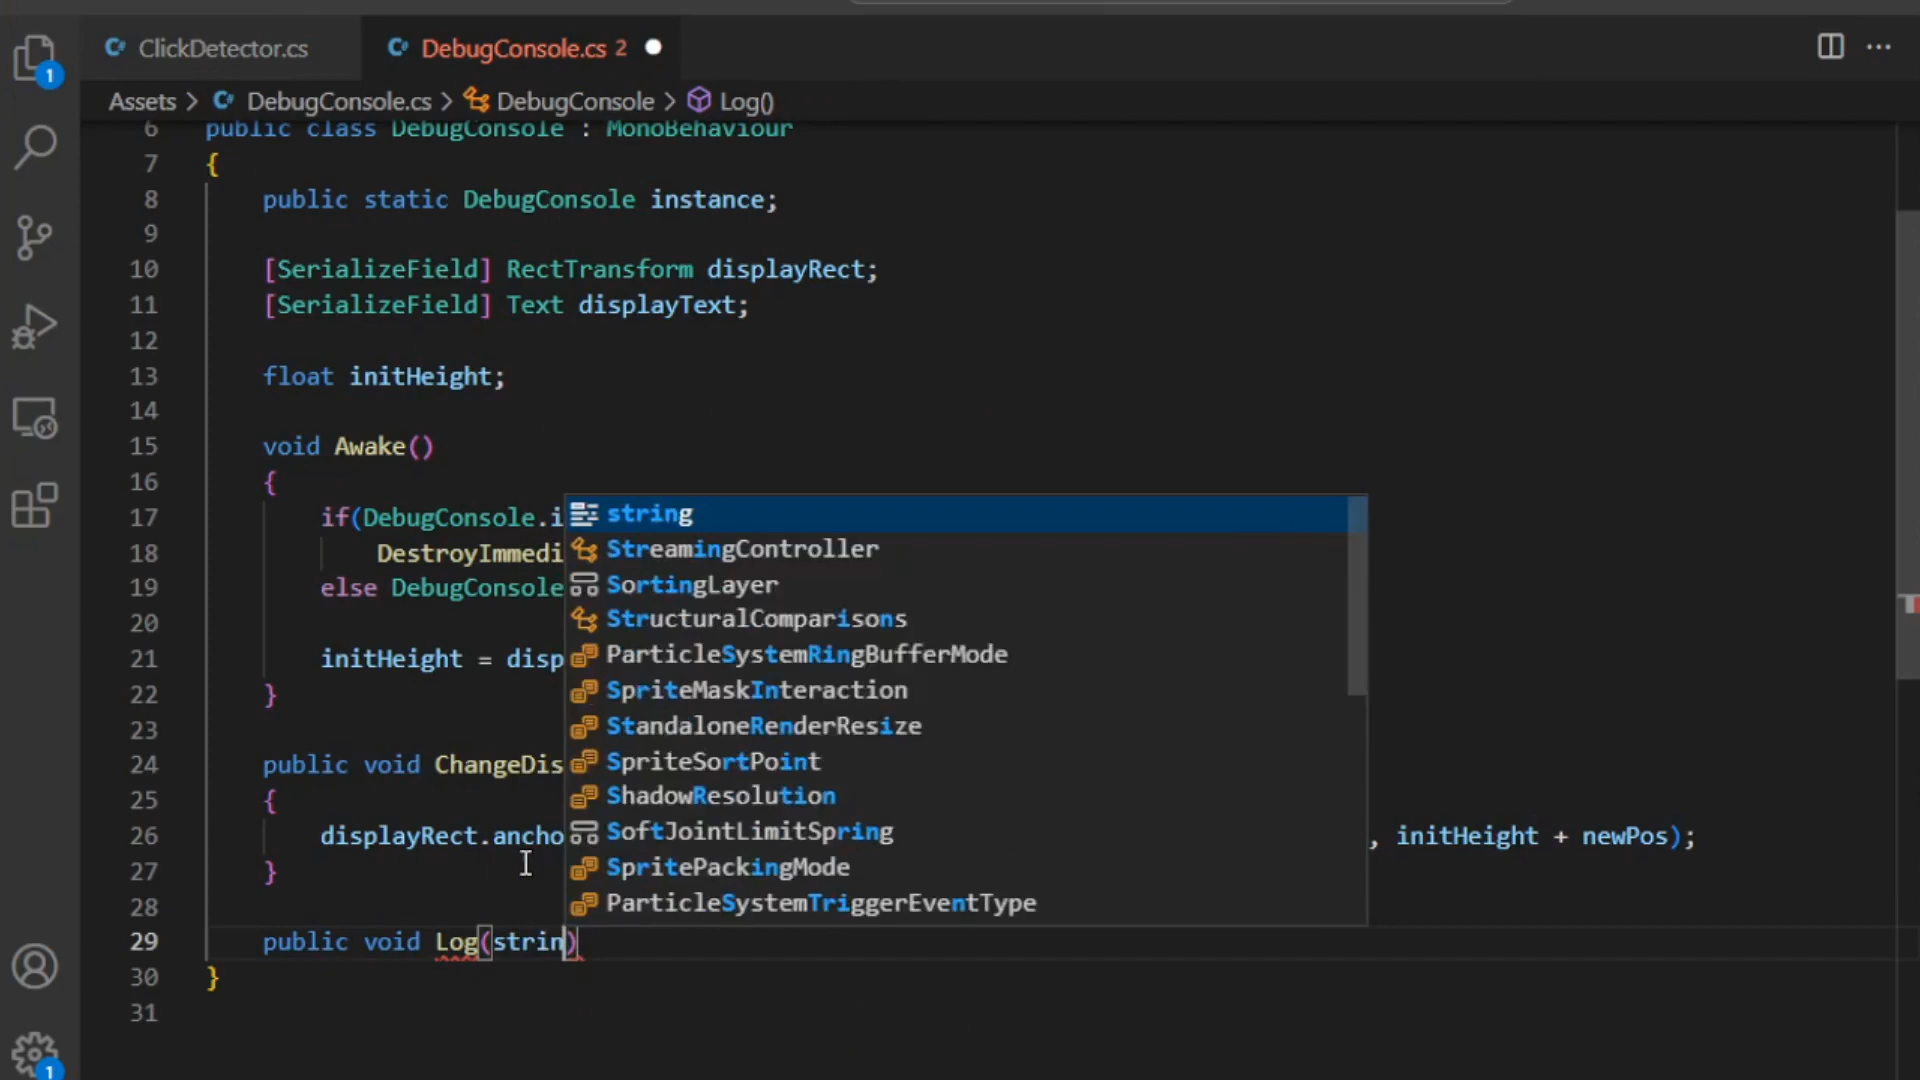 ClickDetector.cs
DebugConsole.cs 2
Assets > DebugConsole.cs > DebugConsole > Log()
1
6 public class DebugConsole : MonoBehaviour
7 {
8 public static DebugConsole instance;
9
10 [SerializeField] RectTransform displayRect;
11 [SerializeField] Text displayText;
12
13 float initHeight;
14
15 void Awake()
16 {
17 if(DebugConsole.i
18 DestroyImmedi
19 else DebugConsole
20
21 initHeight = disp
22 }
23
24 public void ChangeDis
25 {
26 displayRect.ancho , initHeight + newPos);
27 }
28
29 public void Log(strin)
30 }
31
string
StreamingController
SortingLayer
StructuralComparisons
ParticleSystemRingBufferMode
SpriteMaskInteraction
StandaloneRenderResize
SpriteSortPoint
ShadowResolution
SoftJointLimitSpring
SpritePackingMode
ParticleSystemTriggerEventType
1